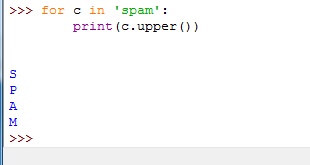 >>> for c in 'spam':
        print(c.upper())
S
P
A
M
>>>